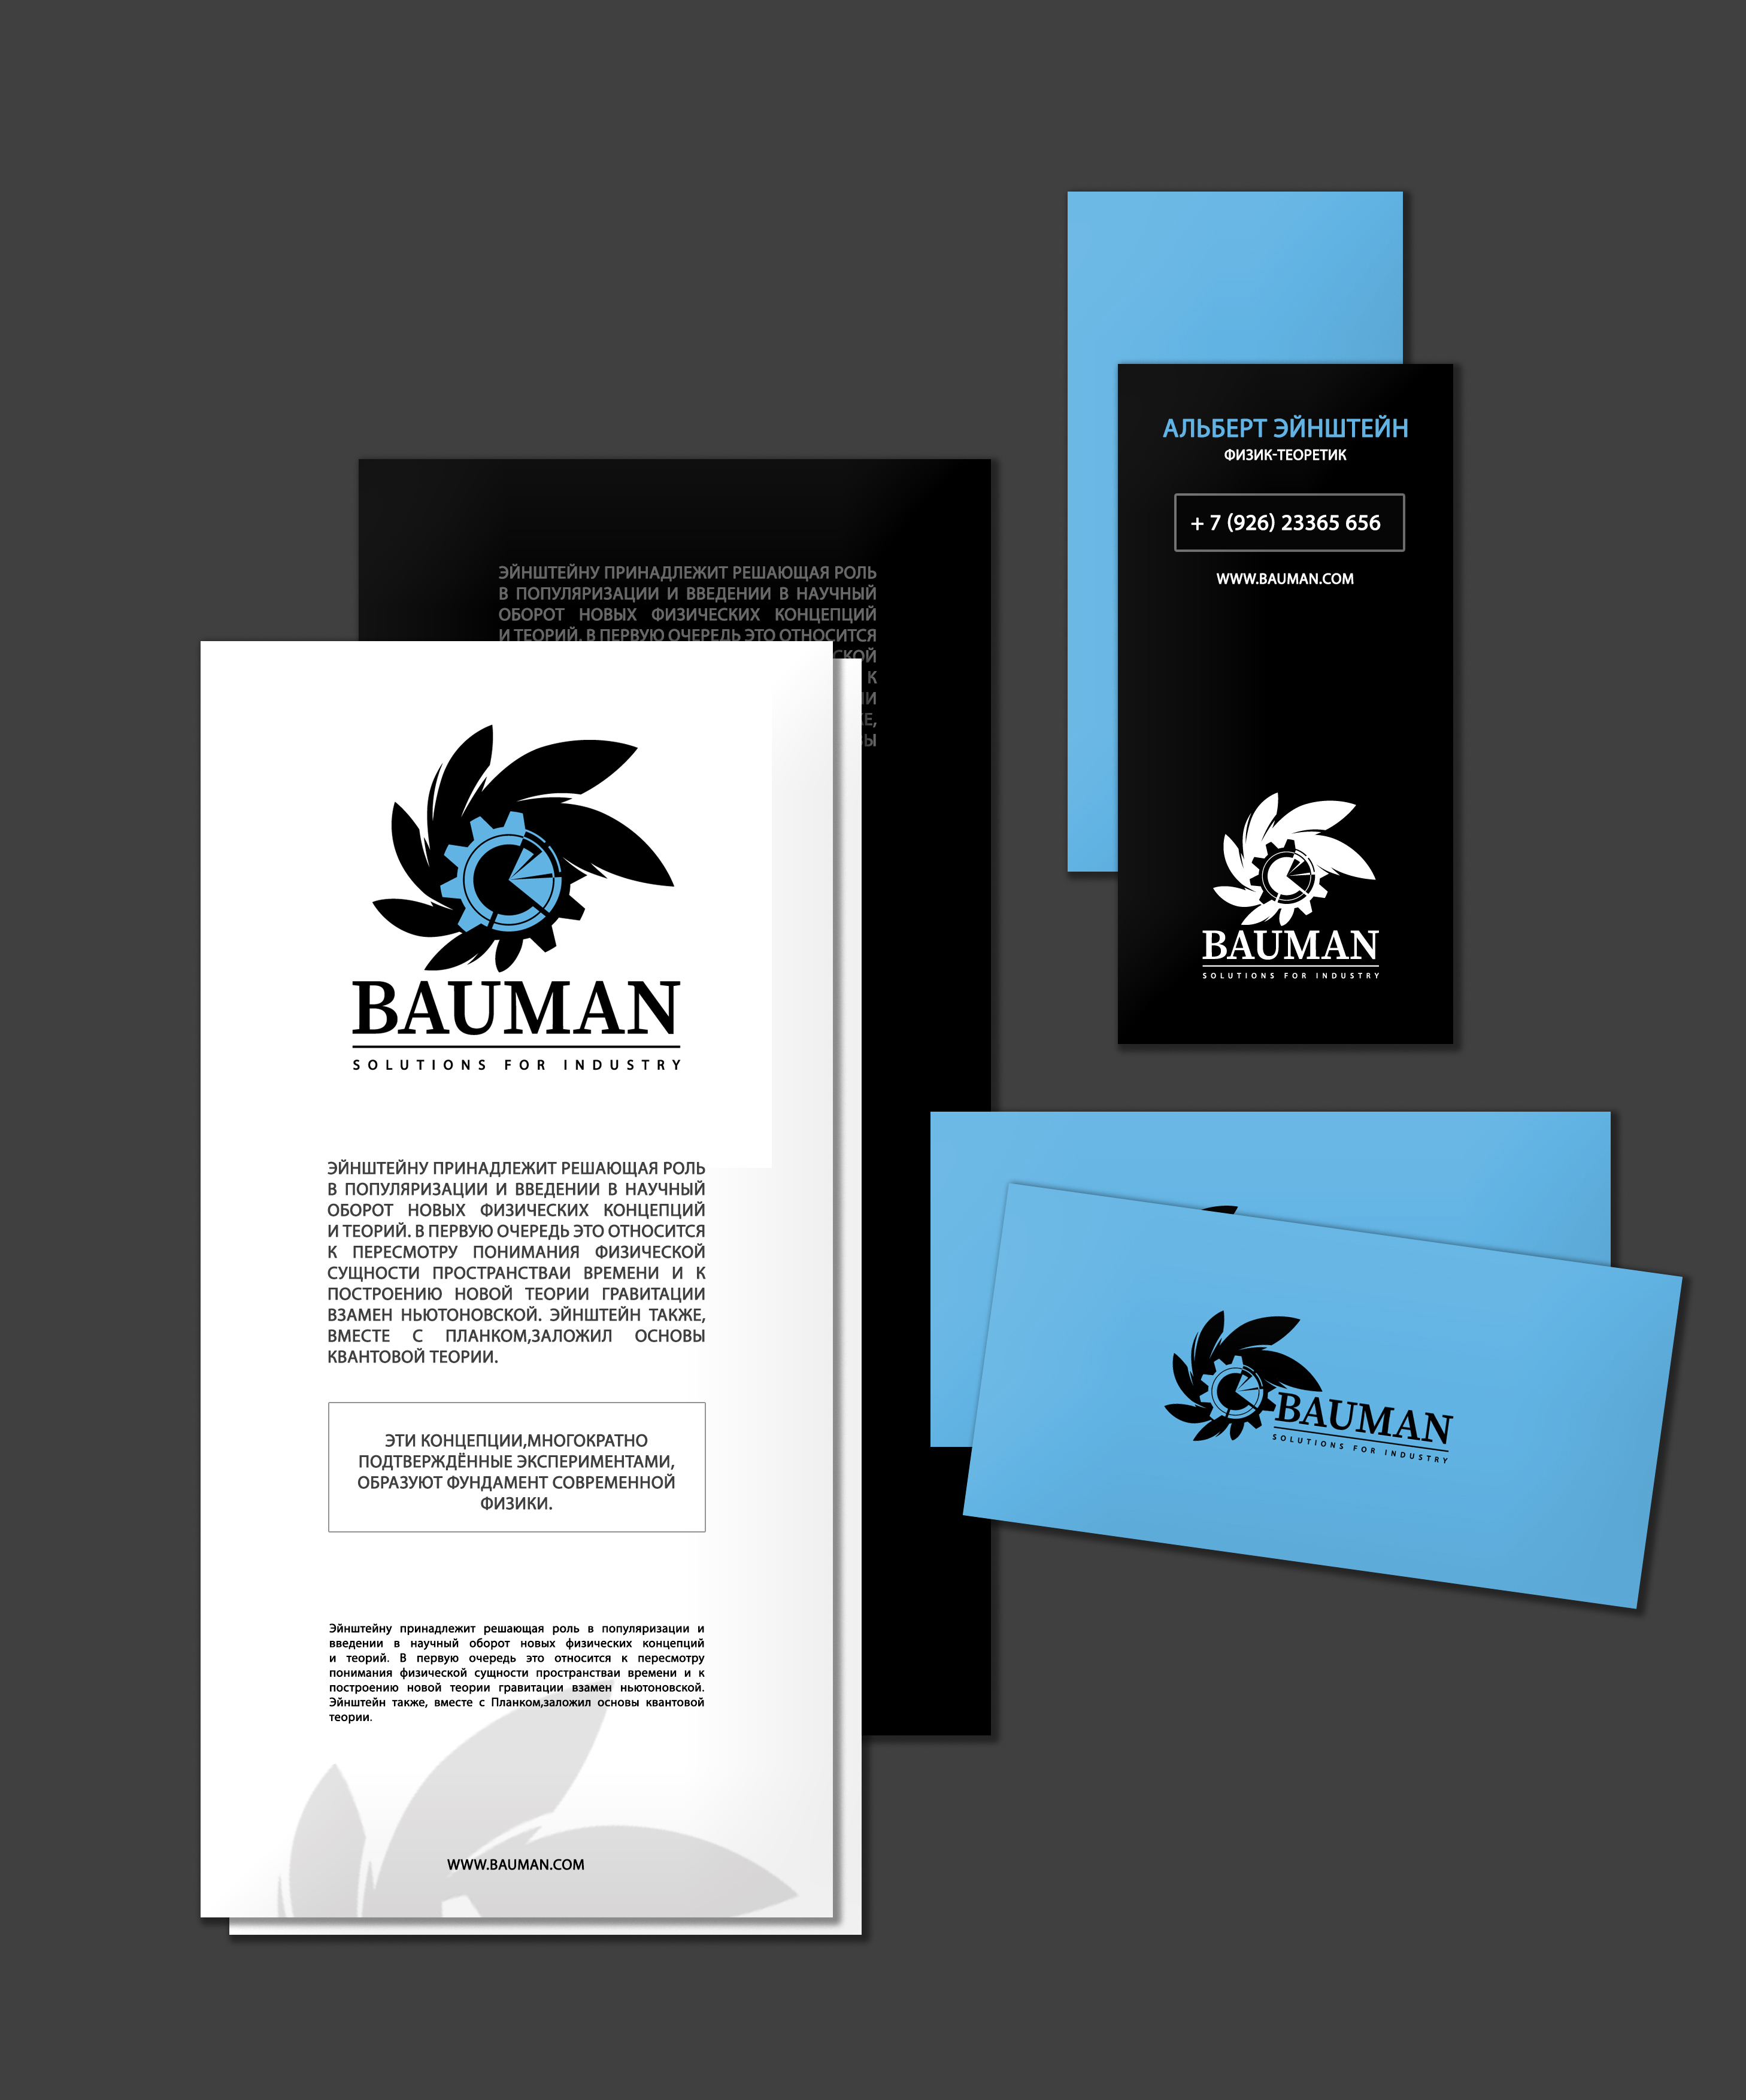 АЛЬБЕРТ ЭЙНШТЕЙН
ФИЗИК-ТЕОРЕТИК
+ 7 (926) 23365 656
WWW.BAUMAN.COM
BAUMAN
SOLUTIONS FOR INDUSTRY
ЭЙНШТЕЙНУ ПРИНАДЛЕЖИТ РЕШАЮЩАЯ РОЛЬ
В ПОПУЛЯРИЗАЦИИ И ВВЕДЕНИИ В НАУЧНЫЙ
ОБОРОТ НОВЫХ ФИЗИЧЕСКИХ КОНЦЕПЦИЙ
И ТЕОРИЙ. В ПЕРВУЮ ОЧЕРЕДЬ ЭТО ОТНОСИТСЯ
К
BAUMAN
SOLUTIONS FOR INDUSTRY
ЭЙНШТЕЙНУ ПРИНАДЛЕЖИТ РЕШАЮЩАЯ РОЛЬ
В ПОПУЛЯРИЗАЦИИ И ВВЕДЕНИИ В НАУЧНЫЙ
ОБОРОТ НОВЫХ ФИЗИЧЕСКИХ КОНЦЕПЦИЙ
И ТЕОРИЙ. В ПЕРВУЮ ОЧЕРЕДЬ ЭТО ОТНОСИТСЯ
К ПЕРЕСМОТРУ ПОНИМАНИЯ ФИЗИЧЕСКОЙ
СУЩНОСТИ ПРОСТРАНСТВАИ ВРЕМЕНИ И К
ПОСТРОЕНИЮ НОВОЙ ТЕОРИИ ГРАВИТАЦИИ
ВЗАМЕН НЬЮТОНОВСКОЙ. ЭЙНШТЕЙН ТАКЖЕ,
ВМЕСТЕ С ПЛАНКОМ,ЗАЛОЖИЛ ОСНОВЫ
КВАНТОВОЙ ТЕОРИИ.
ЭТИ КОНЦЕПЦИИ,МНОГОКРАТНО
ПОДТВЕРЖДЁННЫЕ ЭКСПЕРИМЕНТАМИ,
ОБРАЗУЮТ ФУНДАМЕНТ СОВРЕМЕННОЙ
ФИЗИКИ.
Эйнштейну принадлежит решающая роль в популяризации и
введении в научный оборот новых физических концепций
и теорий. В первую очередь это относится к пересмотру
понимания физической сущности пространстваи времени и к
построению новой теории гравитации взамен ньютоновской.
Эйнштейн также, вместе с Планком,заложил основы квантовой
теории.
WWW.BAUMAN.COM
BAUMAN
SOLUTIONS FOR INDUSTRY